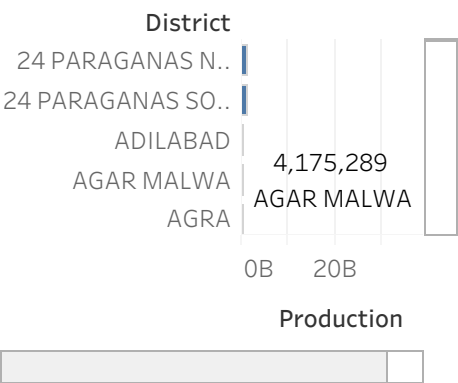 District
24 PARAGANAS N..
24 PARAGANAS SO..
ADILABAD
4,175,289
AGAR MALWA
AGAR MALWA
AGRA
0B 20B
Production